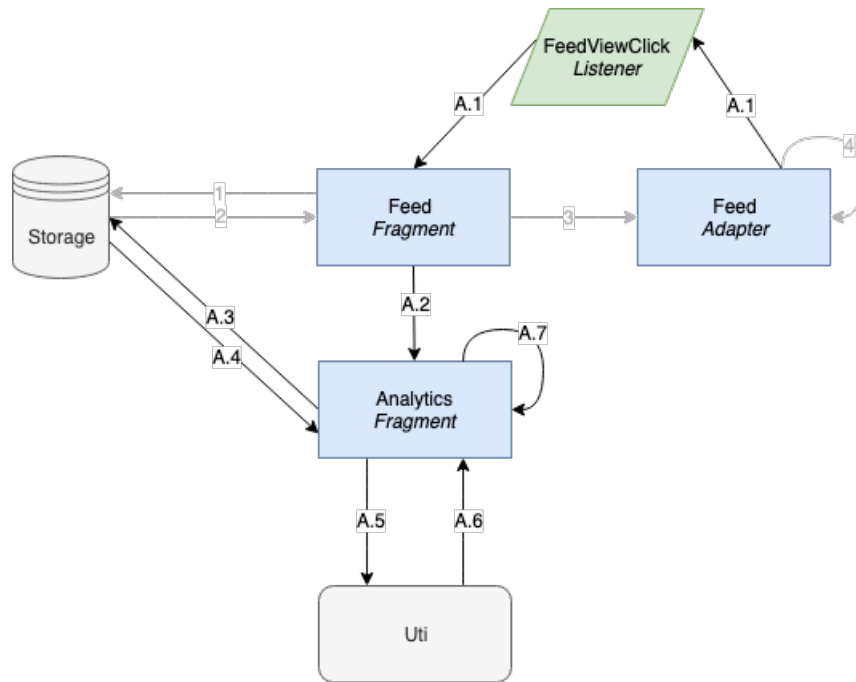 FeedViewClick
Listener
A.1
A.1
4
1
Feed
Fragment
Feed
Adapter
2
3
Storage
A.2
A.3
A.7
A.4
Analytics
Fragment
A.5
A.6
Uti